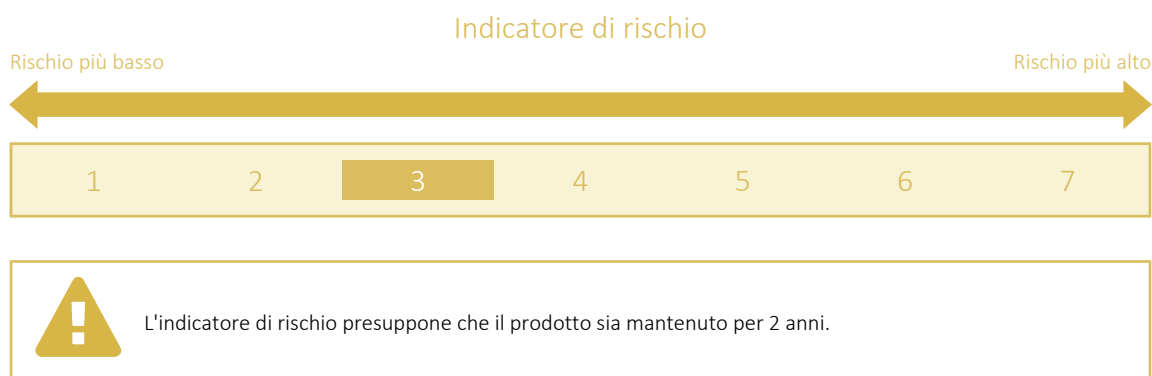 Indicatore di rischio
Rischio più basso
Rischio più alto
1 2 3 4 5 6 7
L'indicatore di rischio presuppone che il prodotto sia mantenuto per 2 anni.